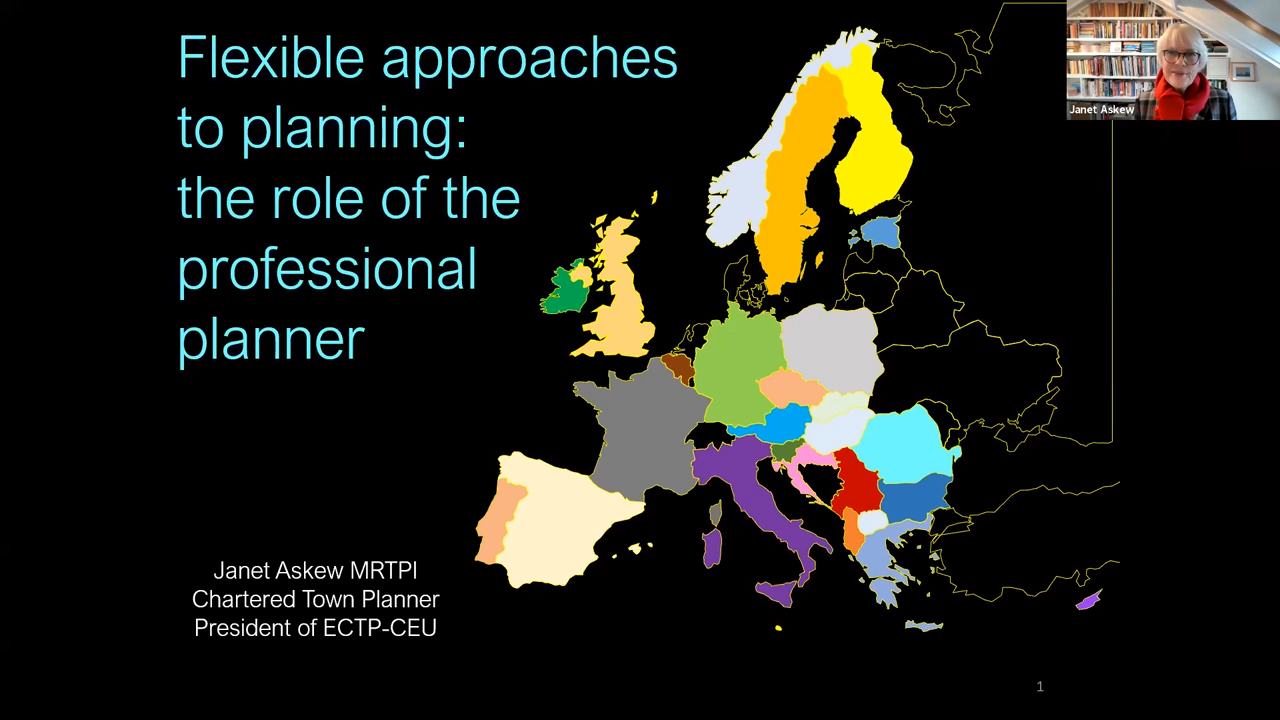 Flexible approaches
to planning:
the role of the
professional
planner
Janet Askew
Janet Askew MRTPI
Chartered Town Planner
President of ECTP-CEU
1